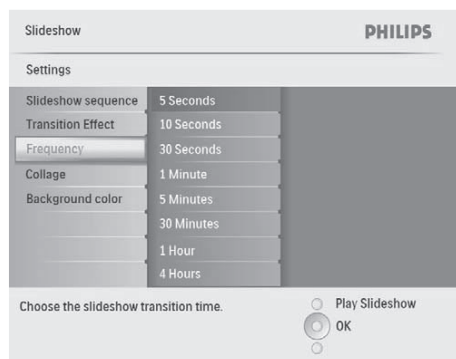 Slideshow PHILIPS
Settings
Slideshow sequence 5 Seconds
Transition Effect 10 Seconds
Frequency 30 Seconds
Collage 1 Minute
Background color 5 Minutes
30 Minutes
1 Hour
4 Hours
Choose the slideshow transition time. Play Slideshow
OK